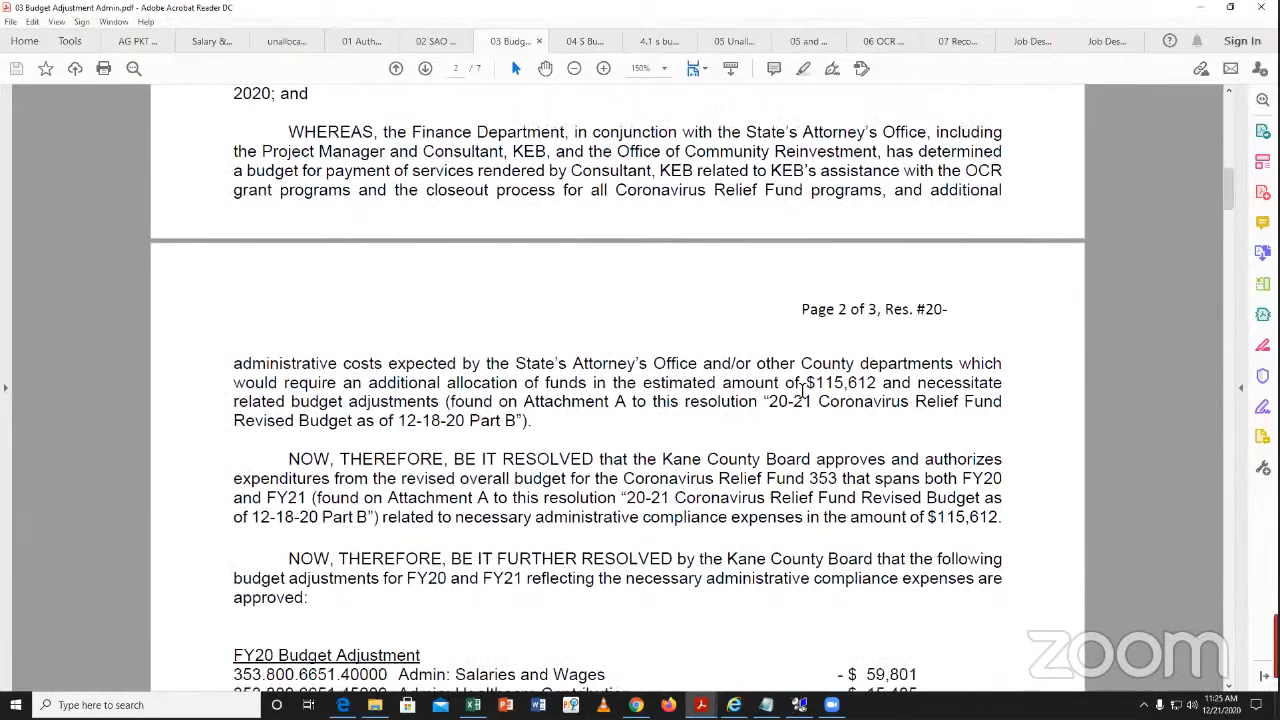 03 Budget Adjustment Admin.pdf - Adobe Acrobat Reader DC
File Edit View Sign Window Help
Home Tools AG PKT Salary &... unalloca... 01 Auth... 02 SAO ... 03 Budg... × 04 S Bu... 4.1 s bu... 05 Unall... 05 and ... 06 OCR ... 07 Reco... Job Des... Job Des... Sign In
2 / 7 150%
2020; and
WHEREAS, the Finance Department, in conjunction with the State's Attorney's Office, including
the Project Manager and Consultant, KEB, and the Office of Community Reinvestment, has determined
a budget for payment of services rendered by Consultant, KEB related to KEB's assistance with the OCR
grant programs and the closeout process for all Coronavirus Relief Fund programs, and additional
Page 2 of 3, Res. #20-
administrative costs expected by the State's Attorney's Office and/or other County departments which
would require an additional allocation of funds in the estimated amount of $115,612 and necessitate
related budget adjustments (found on Attachment A to this resolution "20-21 Coronavirus Relief Fund
Revised Budget as of 12-18-20 Part B").
NOW, THEREFORE, BE IT RESOLVED that the Kane County Board approves and authorizes
expenditures from the revised overall budget for the Coronavirus Relief Fund 353 that spans both FY20
and FY21 (found on Attachment A to this resolution "20-21 Coronavirus Relief Fund Revised Budget as
of 12-18-20 Part B") related to necessary administrative compliance expenses in the amount of $115,612.
NOW, THEREFORE, BE IT FURTHER RESOLVED by the Kane County Board that the following
budget adjustments for FY20 and FY21 reflecting the necessary administrative compliance expenses are
approved:
FY20 Budget Adjustment
353.800.6651.40000 Admin: Salaries and Wages - $ 59,801
zoom
Type here to search
11:25 AM
12/21/2020